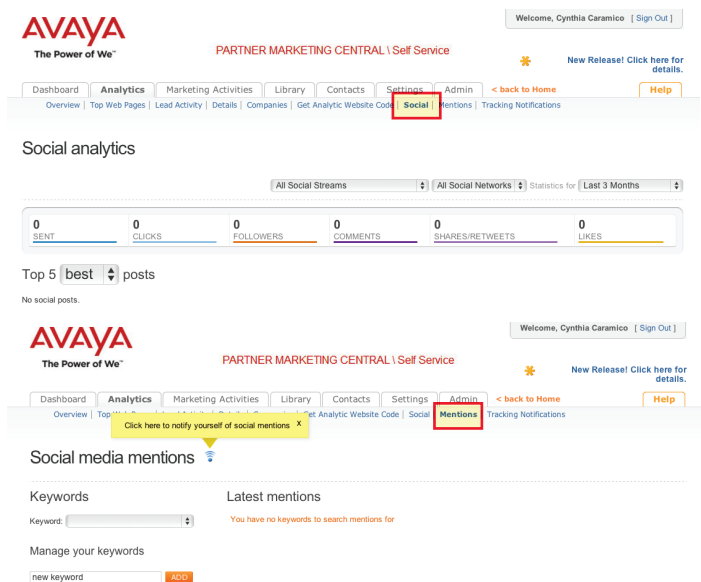 AVAYA
The Power of We™
Welcome, Cynthia Caramico [ Sign Out ]
PARTNER MARKETING CENTRAL \ Self Service
New Release! Click here for details.
Dashboard Analytics Marketing Activities Library Contacts Settings Admin < back to Home Help
Overview | Top Web Pages | Lead Activity | Details | Companies | Get Analytic Website Code | Social | Mentions | Tracking Notifications
Social analytics
All Social Streams All Social Networks Statistics for Last 3 Months
0 0 0 0 0 0
SENT CLICKS FOLLOWERS COMMENTS SHARES/RETWEETS LIKES
Top 5 best posts
No social posts.
AVAYA
The Power of We™
Welcome, Cynthia Caramico [ Sign Out ]
PARTNER MARKETING CENTRAL \ Self Service
New Release! Click here for details.
Dashboard Analytics Marketing Activities Library Contacts Settings Admin < back to Home Help
Overview | Top Get Analytic Website Code | Social Mentions Tracking Notifications
Click here to notify yourself of social mentions X
Social media mentions
Keywords Latest mentions
Keyword: You have no keywords to search mentions for
Manage your keywords
new keyword ADD